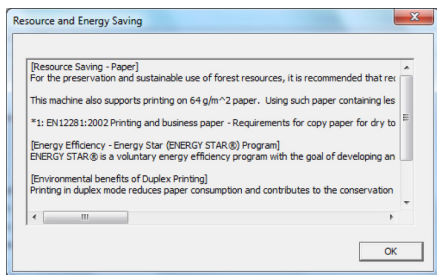 Resource and Energy Saving
[Resource Saving - Paper]
For the preservation and sustainable use of forest resources, it is recommended that
This machine also supports printing on 64 g/m^2 paper. Using such paper containing les
*1: EN12281:2002 Printing and business paper - Requirements for copy paper for dry to
[Energy Efficiency - Energy Star (ENERGY STAR®) Program]
ENERGY STAR® is a voluntary energy efficiency program with the goal of developing an
[Environmental benefits of Duplex Printing]
Printing in duplex mode reduces paper consumption and contributes to the conservation
OK